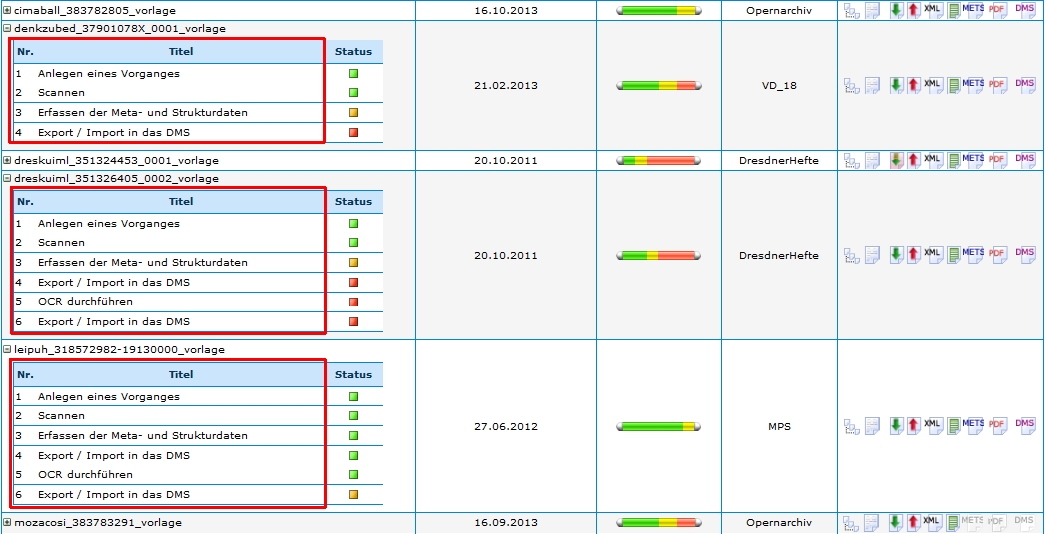 cimaball_383782805_vorlage 16.10.2013 Opernarchiv XML METS PDF DMS
denkzubed_37901078X_0001_vorlage
Nr. Titel Status
1 Anlegen eines Vorganges
2 Scannen
21.02.2013 VD_18 XML METS PDF DMS
3 Erfassen der Meta- und Strukturdaten
4 Export / Import in das DMS
dreskuiml_351324453_0001_vorlage 20.10.2011 DresdnerHefte XML METS PDF DMS
dreskuiml_351326405_0002_vorlage
Nr. Titel Status
1 Anlegen eines Vorganges
2 Scannen
20.10.2011 DresdnerHefte XML METS PDF DMS
3 Erfassen der Meta- und Strukturdaten
4 Export / Import in das DMS
5 OCR durchführen
6 Export / Import in das DMS
leipuh_318572982-19130000_vorlage
Nr. Titel Status
1 Anlegen eines Vorganges
2 Scannen
27.06.2012 MPS XML METS PDF DMS
3 Erfassen der Meta- und Strukturdaten
4 Export / Import in das DMS
5 OCR durchführen
6 Export / Import in das DMS
mozacosi_383783291_vorlage 16.09.2013 Opernarchiv XML METS PDF DMS